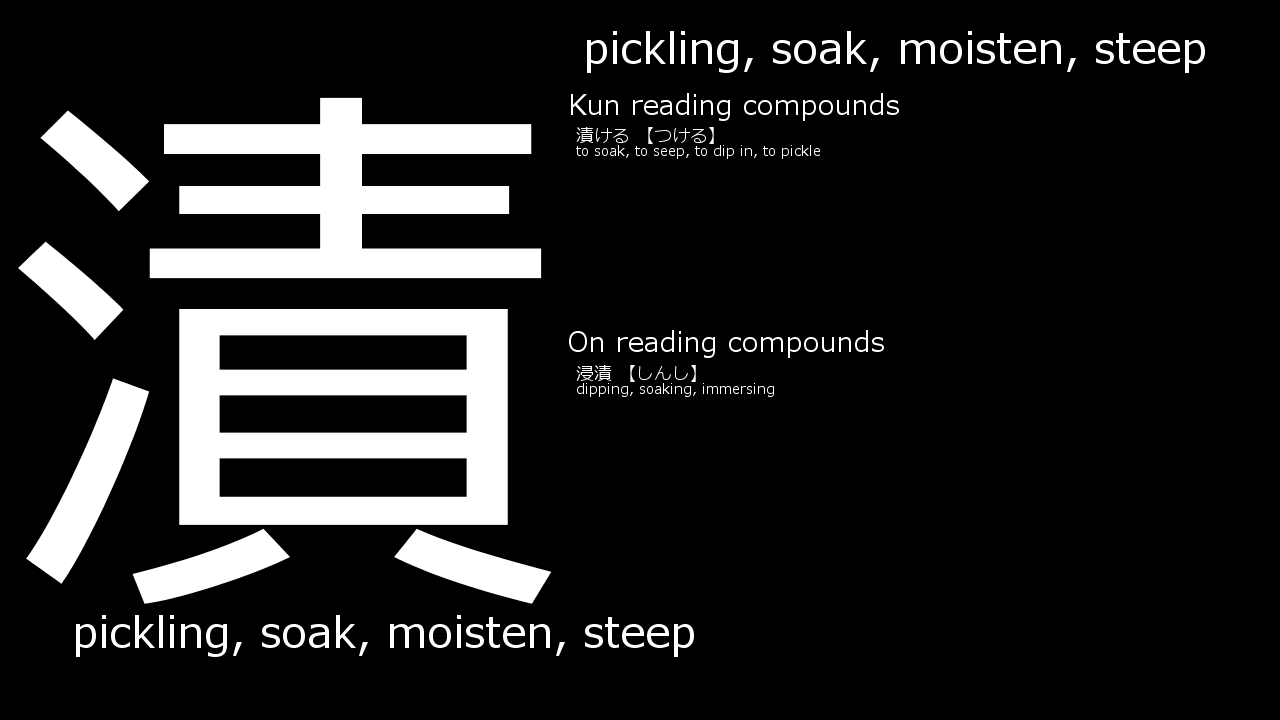 漬
pickling, soak, moisten, steep
Kun reading compounds
漬ける 【つける】
to soak, to seep, to dip in, to pickle
On reading compounds
浸漬 【しんし】
dipping, soaking, immersing
pickling, soak, moisten, steep